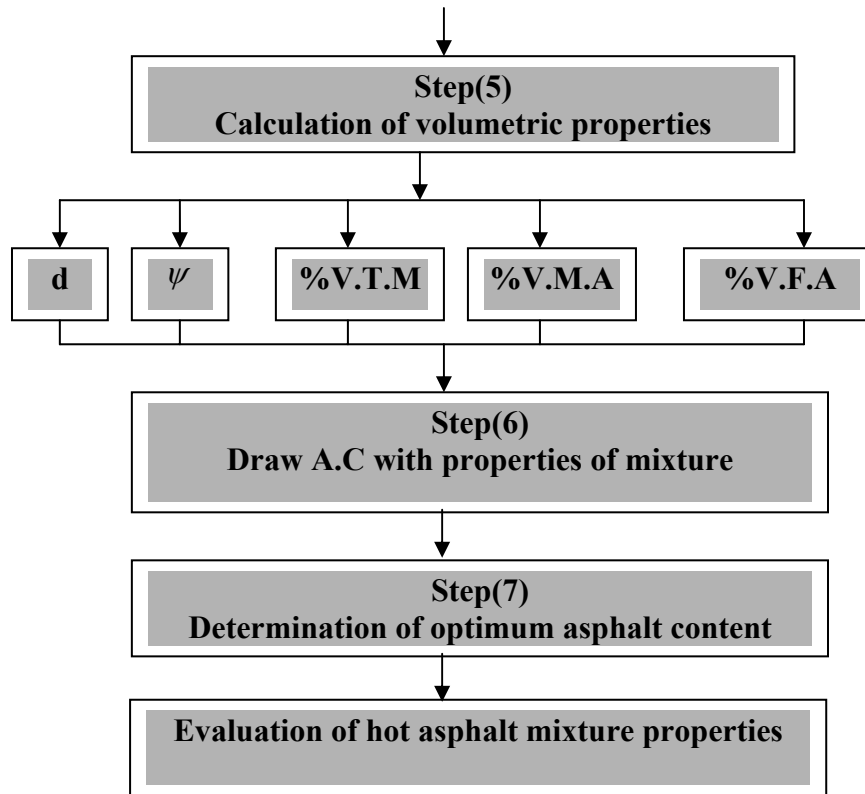 Step(5)
Calculation of volumetric properties
d
ψ
%V.T.M
%V.M.A
%V.F.A
Step(6)
Draw A.C with properties of mixture
Step(7)
Determination of optimum asphalt content
Evaluation of hot asphalt mixture properties